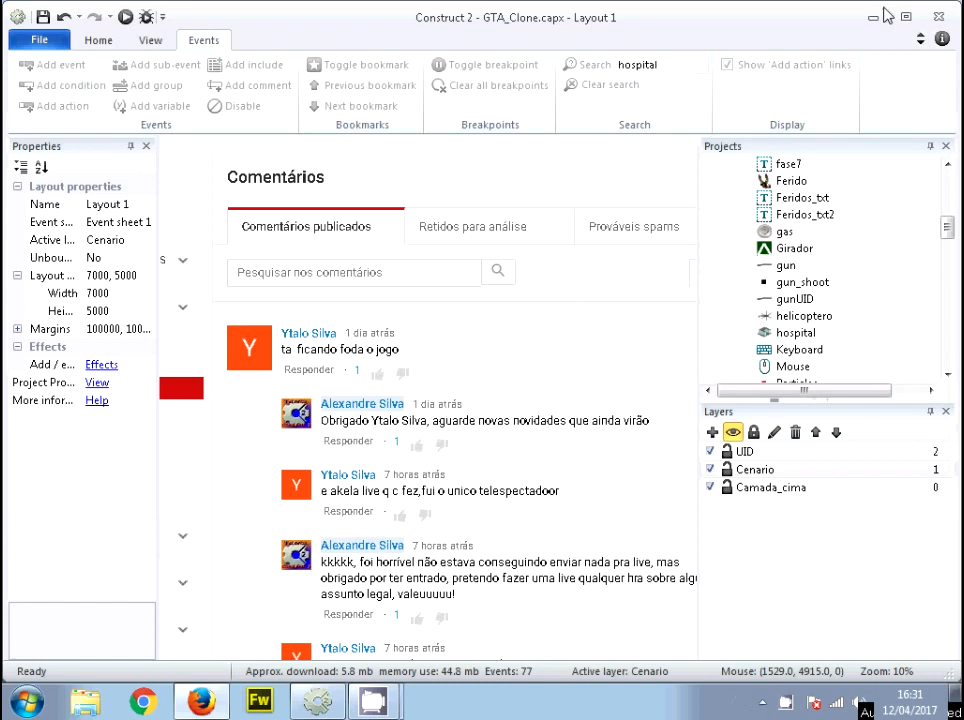 Construct 2 - GTA_Clone.capx - Layout 1
File Home View Events
Add event Add sub-event Add include Toggle bookmark Toggle breakpoint Search hospital Show 'Add action' links
Add condition Add group Add comment Previous bookmark Clear all breakpoints Clear search
Add action Add variable Disable Next bookmark
Events Bookmarks Breakpoints Search Display
Properties
Layout properties
Name Layout 1
Event s... Event sheet 1
Active l... Cenario
Unbou... No
Layout ... 7000, 5000
Width 7000
Hei... 5000
Margins 100000, 100...
Effects
Add / e... Effects
Project Pro... View
More infor... Help
s
Comentários
Comentários publicados Retidos para análise Prováveis spams
Pesquisar nos comentários
Y
Ytalo Silva 1 dia atrás
ta ficando foda o jogo
Responder · 1
Alexandre Silva 1 dia atrás
Obrigado Ytalo Silva, aguarde novas novidades que ainda virão
Responder · 1
Y
Ytalo Silva 7 horas atrás
e akela live q c fez,fui o unico telespectadoor
Responder ·
Alexandre Silva 7 horas atrás
kkkkk, foi horrível não estava conseguindo enviar nada pra live, mas
obrigado por ter entrado, pretendo fazer uma live qualquer hra sobre algu
assunto legal, valeuuuuu!
Responder · 1
Ytalo Silva 7 horas atrás
Projects
fase7
Ferido
Feridos_txt
Feridos_txt2
gas
Girador
gun
gun_shoot
gunUID
helicoptero
hospital
Keyboard
Mouse
Layers
UID 2
Cenario 1
Camada_cima 0
Ready Approx. download: 5.8 mb memory use: 44.8 mb Events: 77 Active layer: Cenario Mouse: (1529.0, 4915.0, 0) Zoom: 10%
Fw
16:31
12/04/2017